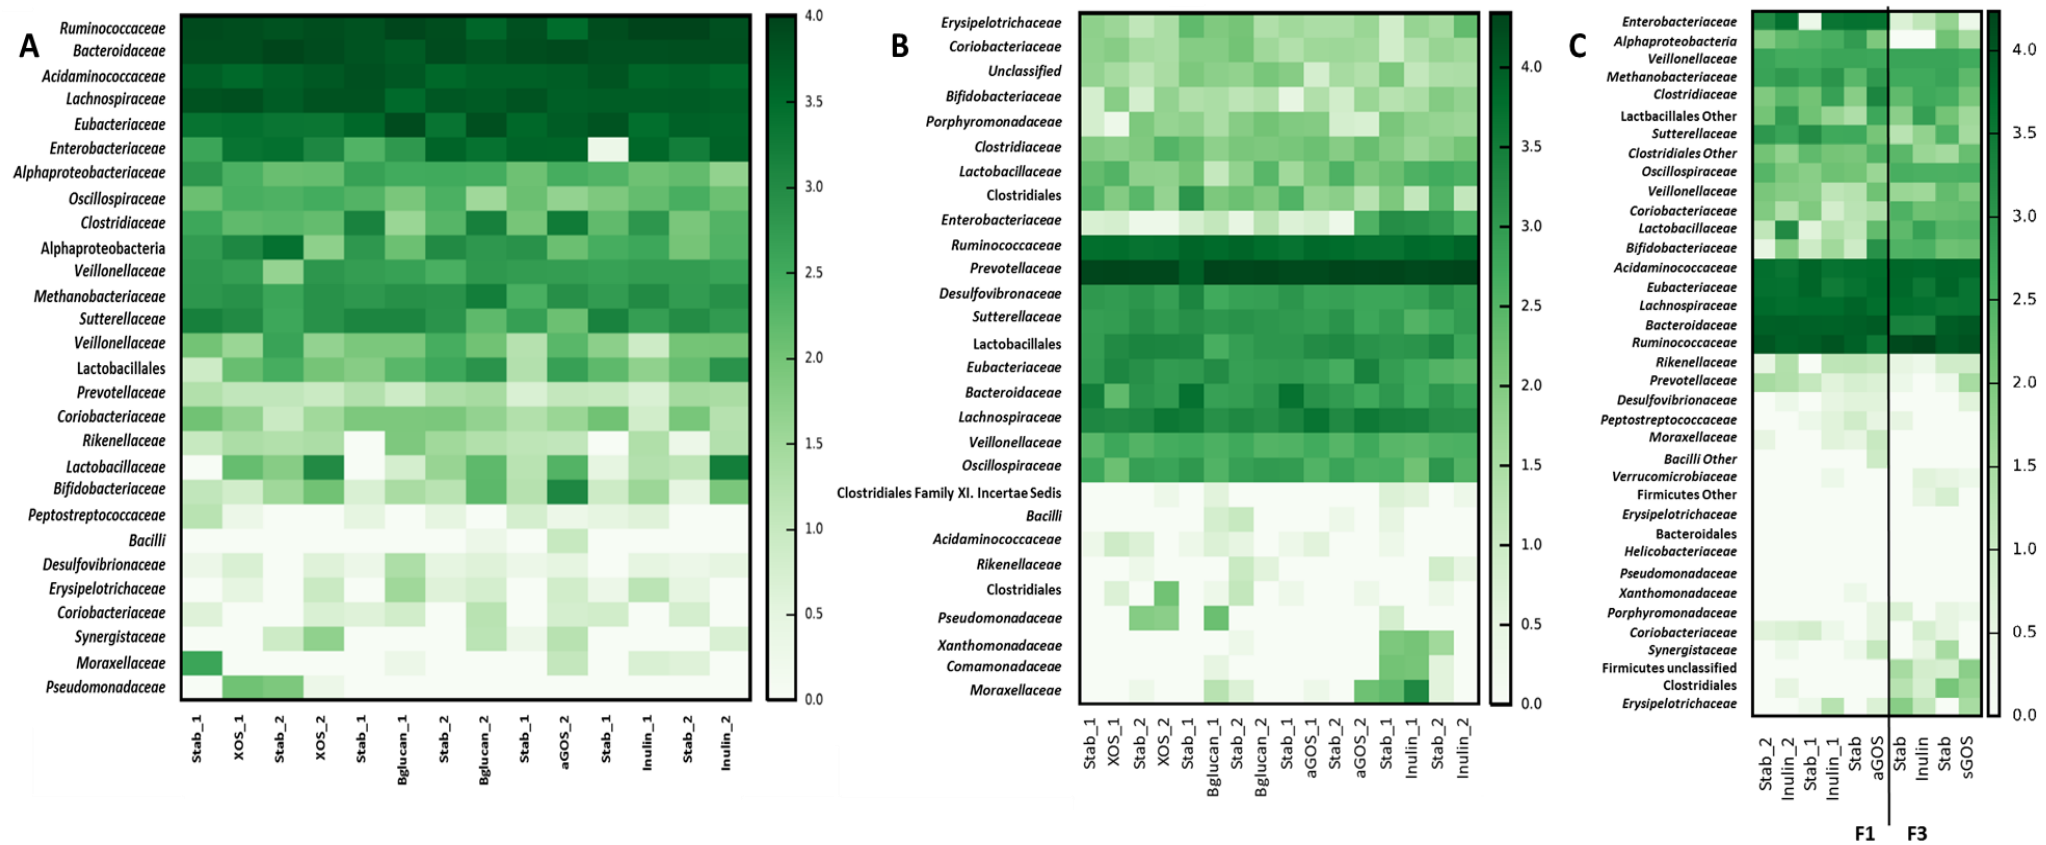 A
Ruminococcaceae
Bacteroidaceae
Acidaminococcaceae
Lachnospiraceae
Eubacteriaceae
Enterobacteriaceae
Alphaproteobacteriaceae
Oscillospiraceae
Clostridiaceae
Alphaproteobacteria
Veillonellaceae
Methanobacteriaceae
Sutterellaceae
Veillonellaceae
Lactobacillales
Prevotellaceae
Coriobacteriaceae
Rikenellaceae
Lactobacillaceae
Bifidobacteriaceae
Peptostreptococcaceae
Bacilli
Desulfovibrionaceae
Erysipelotrichaceae
Coriobacteriaceae
Synergistaceae
Moraxellaceae
Pseudomonadaceae
Stab_1
XOS_1
Stab_2
XOS_2
Stab_1
Bglucan_1
Stab_2
Bglucan_2
Stab_1
aGOS_2
Stab_1
Inulin_1
Stab_2
Inulin_2
4.0
3.5
3.0
2.5
2.0
1.5
1.0
0.5
0.0
B
Erysipelotrichaceae
Coriobacteriaceae
Unclassified
Bifidobacteriaceae
Porphyromonadaceae
Clostridiaceae
Lactobacillaceae
Clostridiales
Enterobacteriaceae
Ruminococcaceae
Prevotellaceae
Desulfovibronaceae
Sutterellaceae
Lactobacillales
Eubacteriaceae
Bacteroidaceae
Lachnospiraceae
Veillonellaceae
Oscillospiraceae
Clostridiales Family XI. Incertae Sedis
Bacilli
Acidaminococcaceae
Rikenellaceae
Clostridiales
Pseudomonadaceae
Xanthomonadaceae
Comamonadaceae
Moraxellaceae
Stab_1
XOS_1
Stab_2
XOS_2
Stab_1
Bglucan_1
Stab_2
Bglucan_2
Stab_1
aGOS_1
Stab_2
aGOS_2
Stab_1
Inulin_1
Stab_2
Inulin_2
4.0
3.5
3.0
2.5
2.0
1.5
1.0
0.5
0.0
C
Enterobacteriaceae
Alphaproteobacteria
Veillonellaceae
Methanobacteriaceae
Clostridiaceae
Lactbacillales Other
Sutterellaceae
Clostridiales Other
Oscillospiraceae
Veillonellaceae
Coriobacteriaceae
Lactobacillaceae
Bifidobacteriaceae
Acidaminococcaceae
Eubacteriaceae
Lachnospiraceae
Bacteroidaceae
Ruminococcaceae
Rikenellaceae
Prevotellaceae
Desulfovibrionaceae
Peptostreptococcaceae
Moraxellaceae
Bacilli Other
Verrucomicrobiaceae
Firmicutes Other
Erysipelotrichaceae
Bacteroidales
Helicobacteriaceae
Pseudomonadaceae
Xanthomonadaceae
Porphyromonadaceae
Coriobacteriaceae
Synergistaceae
Firmicutes unclassified
Clostridiales
Erysipelotrichaceae
Stab_2
Inulin_2
Stab_1
Inulin_1
Stab
aGOS
Stab
Inulin
Stab
sGOS
F1
F3
4.0
3.5
3.0
2.5
2.0
1.5
1.0
0.5
0.0